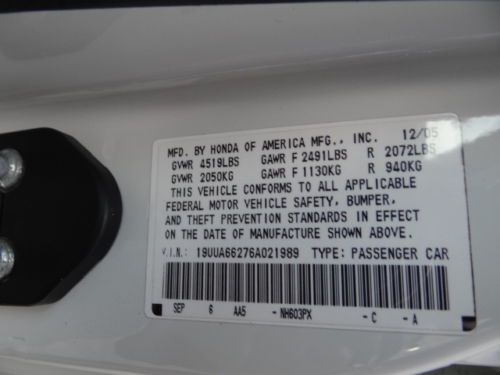 MFD. BY HONDA OF AMERICA MFG., INC. 12/05
GVWR 4519LBS GAWR F 2491LBS R 2072LBS
GVWR 2050KG GAWR F 1130KG R 940KG
THIS VEHICLE CONFORMS TO ALL APPLICABLE
FEDERAL MOTOR VEHICLE SAFETY, BUMPER,
AND THEFT PREVENTION STANDARDS IN EFFECT
ON THE DATE OF MANUFACTURE SHOWN ABOVE.
V.I.N.: 19UUA66276A021989 TYPE: PASSENGER CAR
SEP 6 AA5 -NH603PX -C -A